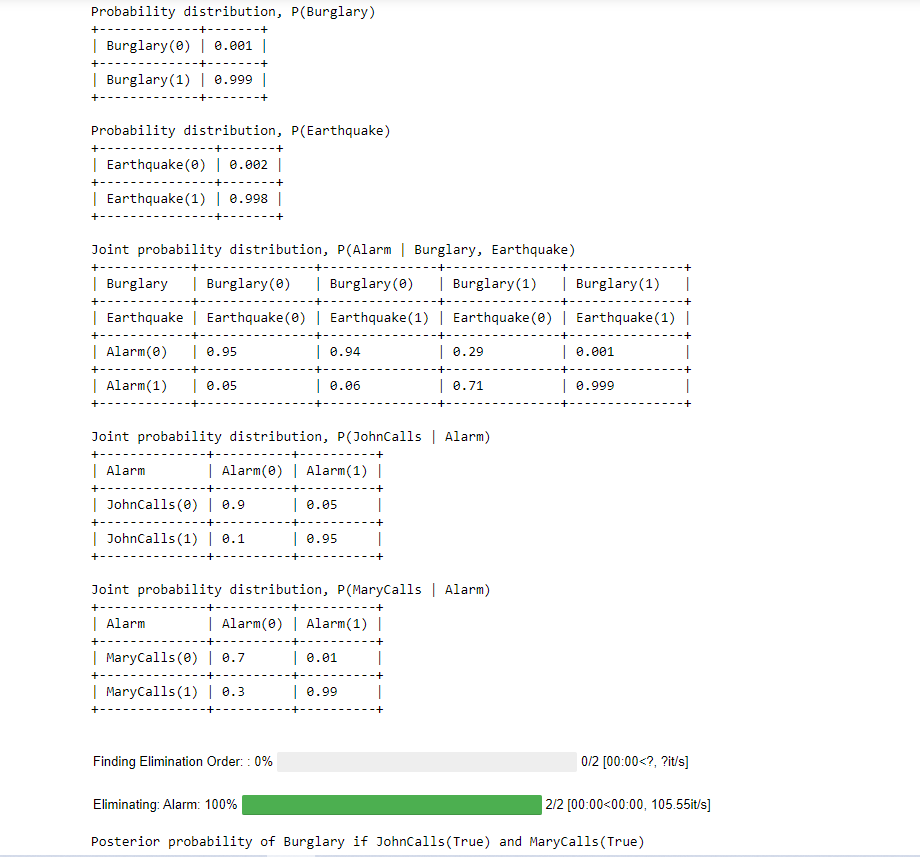 Probability distribution, P(Burglary)
+-------------+-------+
| Burglary(0) | 0.001 |
+-------------+-------+
| Burglary(1) | 0.999 |
+-------------+-------+
Probability distribution, P(Earthquake)
+---------------+-------+
| Earthquake(0) | 0.002 |
+---------------+-------+
| Earthquake(1) | 0.998 |
+---------------+-------+
Joint probability distribution, P(Alarm | Burglary, Earthquake)
+------------+---------------+---------------+---------------+---------------+
| Burglary   | Burglary(0)   | Burglary(0)   | Burglary(1)   | Burglary(1)   |
+------------+---------------+---------------+---------------+---------------+
| Earthquake | Earthquake(0) | Earthquake(1) | Earthquake(0) | Earthquake(1) |
+------------+---------------+---------------+---------------+---------------+
| Alarm(0)   | 0.95          | 0.94          | 0.29          | 0.001         |
+------------+---------------+---------------+---------------+---------------+
| Alarm(1)   | 0.05          | 0.06          | 0.71          | 0.999         |
+------------+---------------+---------------+---------------+---------------+
Joint probability distribution, P(JohnCalls | Alarm)
+--------------+----------+----------+
| Alarm        | Alarm(0) | Alarm(1) |
+--------------+----------+----------+
| JohnCalls(0) | 0.9      | 0.05     |
+--------------+----------+----------+
| JohnCalls(1) | 0.1      | 0.95     |
+--------------+----------+----------+
Joint probability distribution, P(MaryCalls | Alarm)
+--------------+----------+----------+
| Alarm        | Alarm(0) | Alarm(1) |
+--------------+----------+----------+
| MaryCalls(0) | 0.7      | 0.01     |
+--------------+----------+----------+
| MaryCalls(1) | 0.3      | 0.99     |
+--------------+----------+----------+
Finding Elimination Order: : 0% 0/2 [00:00<?, ?it/s]
Eliminating: Alarm: 100% 2/2 [00:00<00:00, 105.55it/s]
Posterior probability of Burglary if JohnCalls(True) and MaryCalls(True)